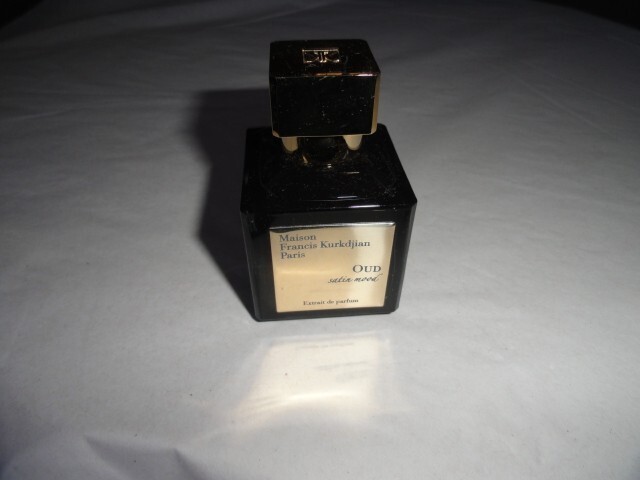 Maison
Francis Kurkdjian
Paris
OUD
satin mood
Extrait de parfum